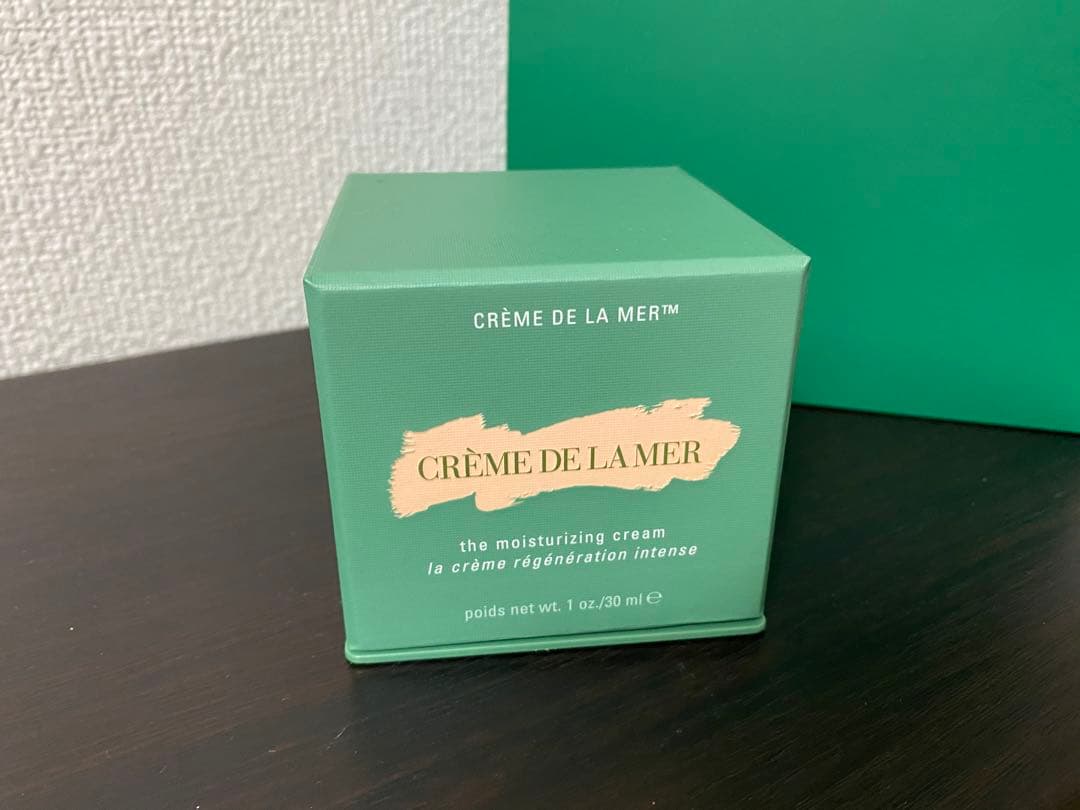 CRÈME DE LA MER™
CRÈME DE LA MER
the moisturizing cream
la crème régénération intense
poids net wt. 1 oz./30 ml ℮